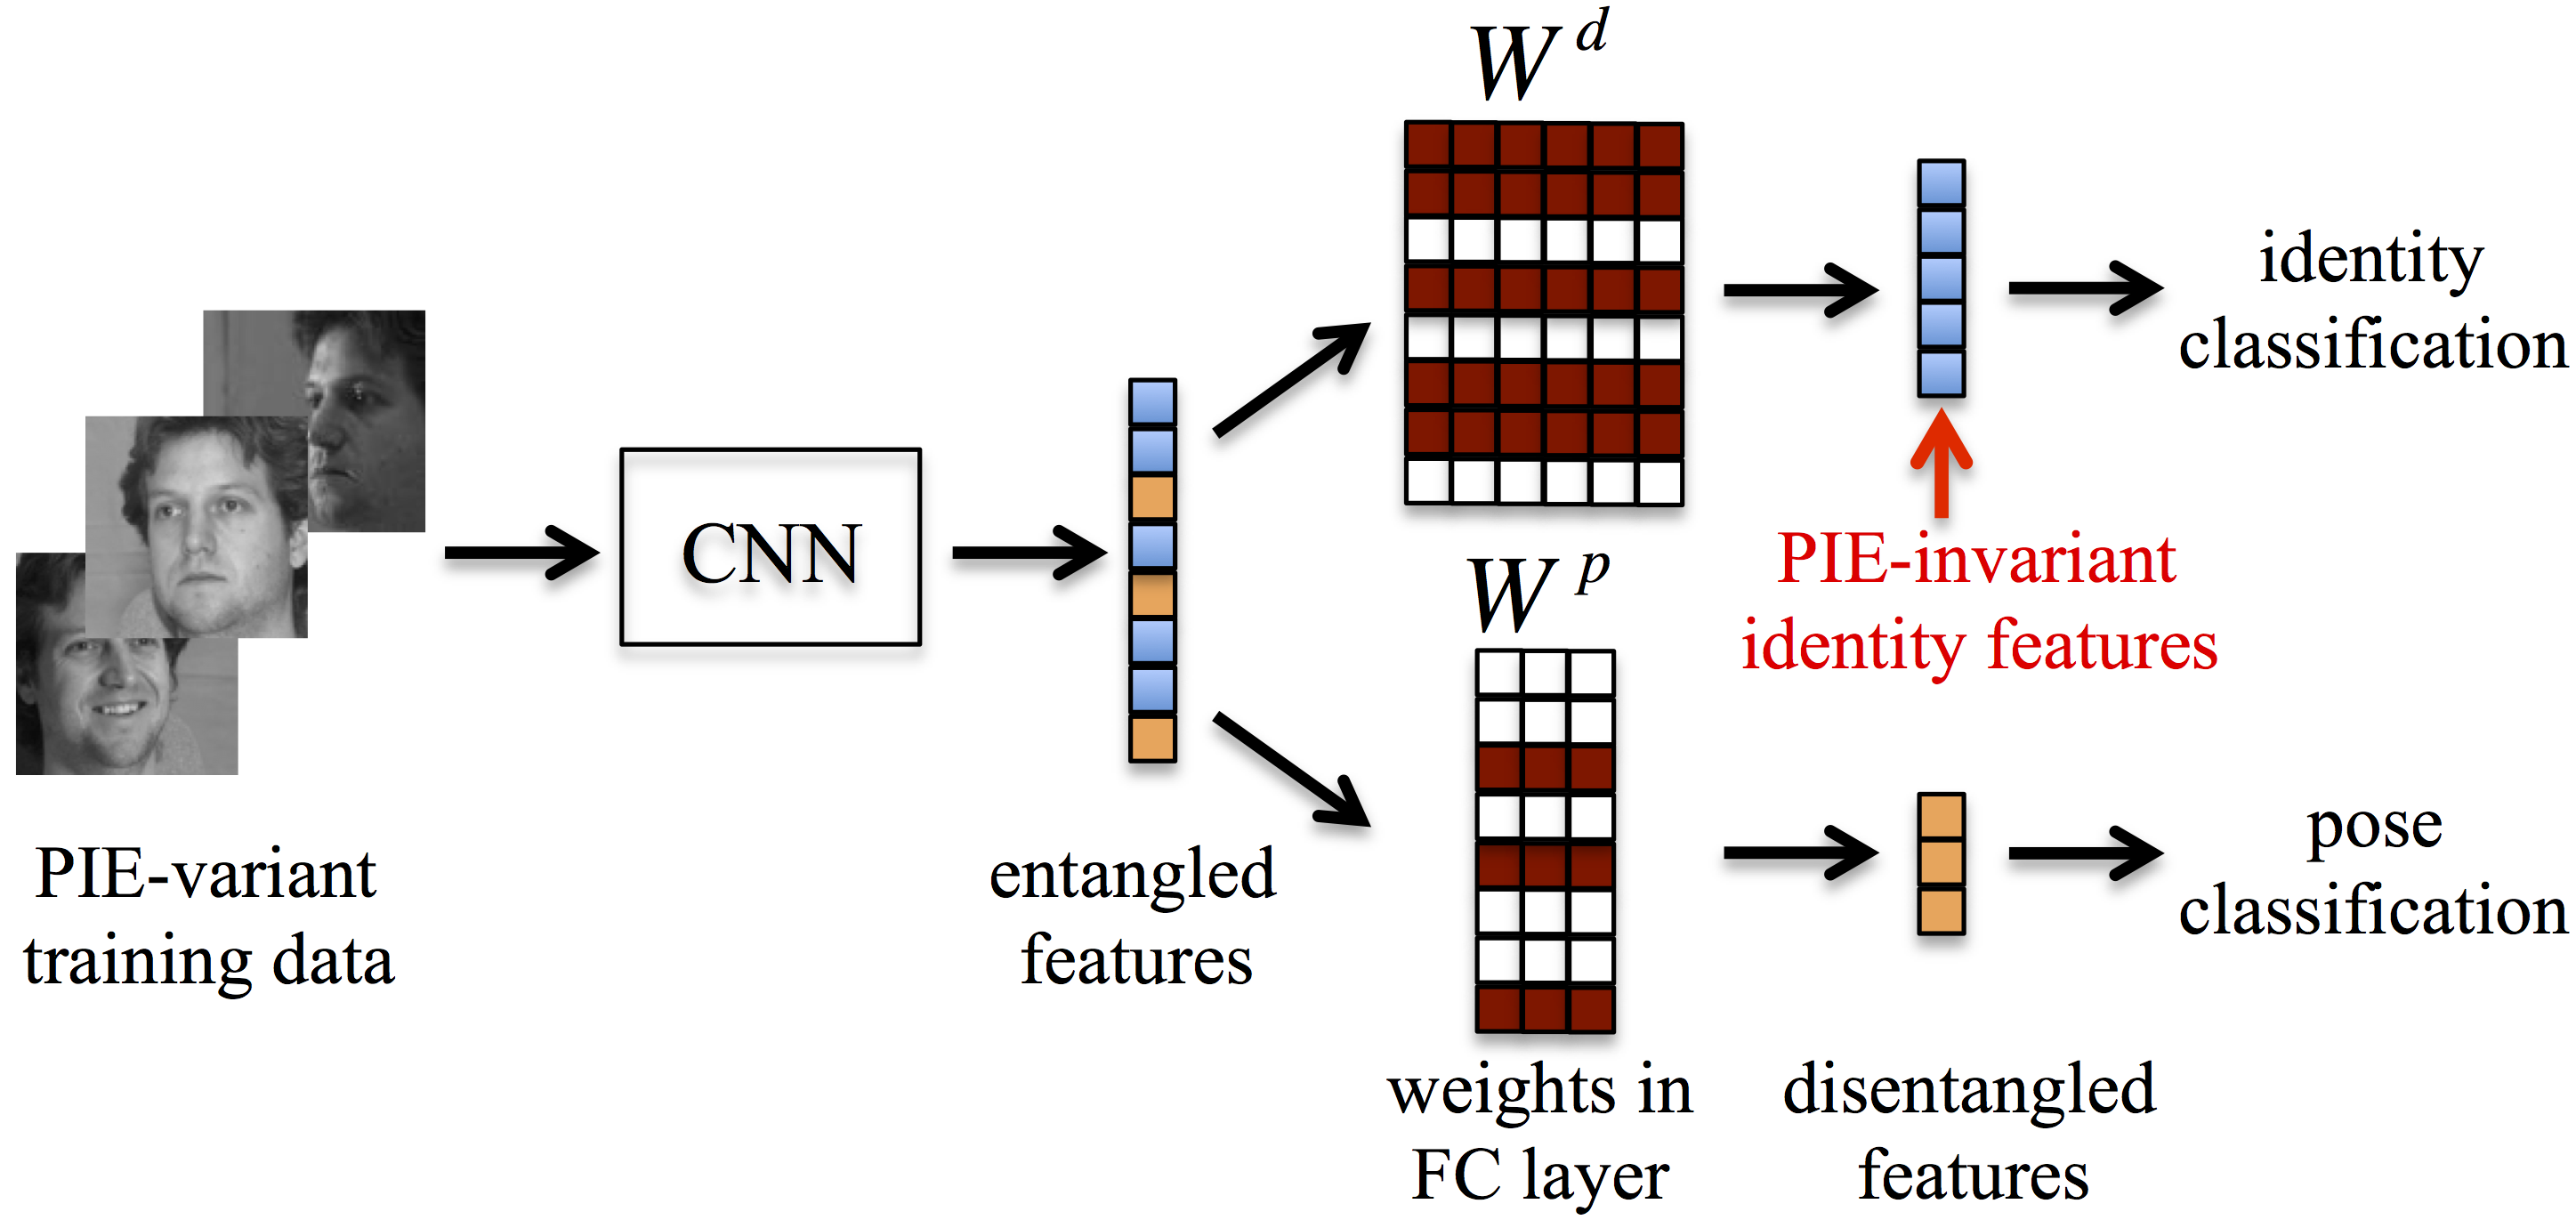 W d
identity
classification
CNN
PIE-invariant
identity features
W p
PIE-variant
training data
entangled
features
pose
classification
weights in
FC layer
disentangled
features